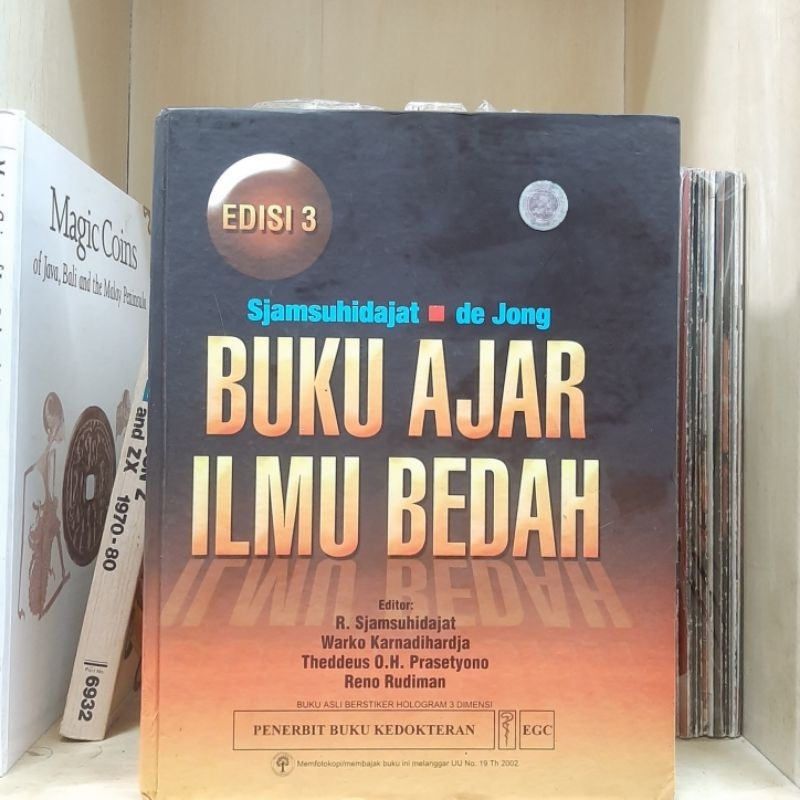 EDISI 3
Sjamsuhidajat ▪ de Jong
BUKU AJAR
ILMU BEDAH
Editor:
R. Sjamsuhidajat
Warko Karnadihardja
Theddeus O.H. Prasetyono
Reno Rudiman
BUKU ASLI BERSTIKER HOLOGRAM 3 DIMENSI
PENERBIT BUKU KEDOKTERAN
EGC
Memfotokopi/membajak buku ini melanggar UU No. 19 Th 2002
Magic Coins
of Java, Bali and the Malay Peninsula
and ZX 1970-80
6932